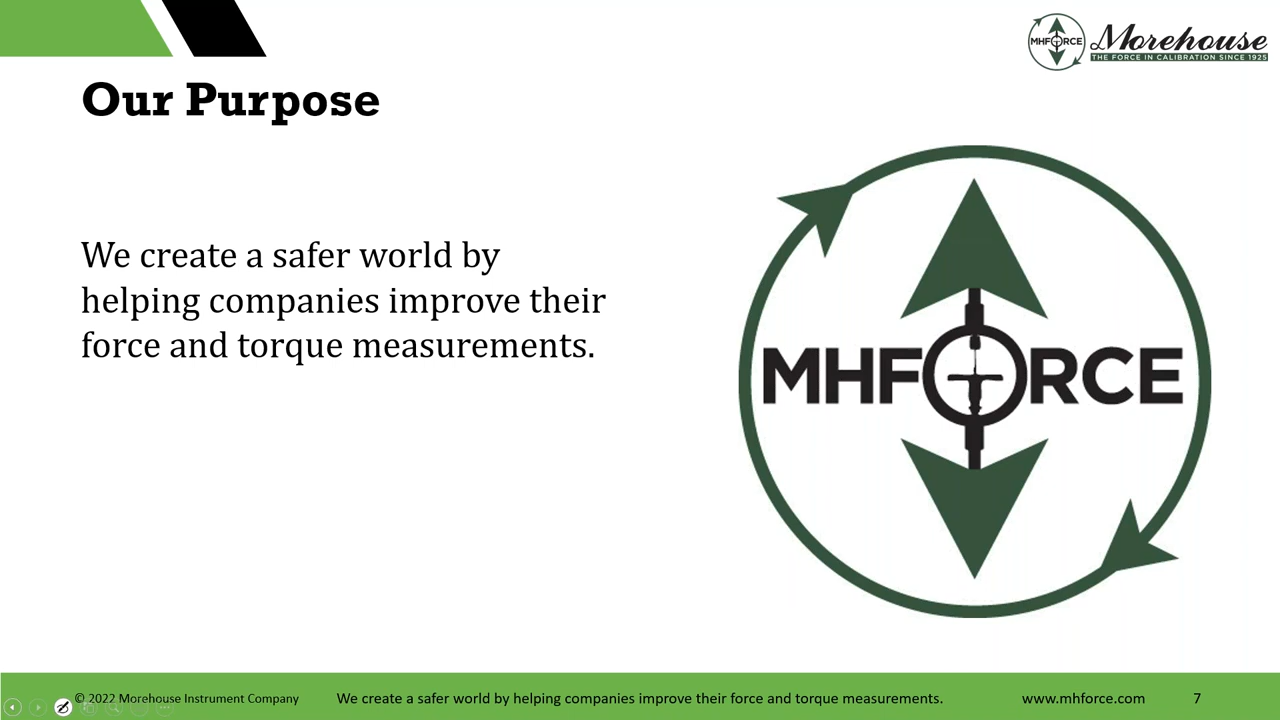 MHFORCE
Morehouse
THE FORCE IN CALIBRATION SINCE 1925
Our Purpose
We create a safer world by
helping companies improve their
force and torque measurements.
MHFORCE
© 2022 Morehouse Instrument Company
We create a safer world by helping companies improve their force and torque measurements.
www.mhforce.com
7